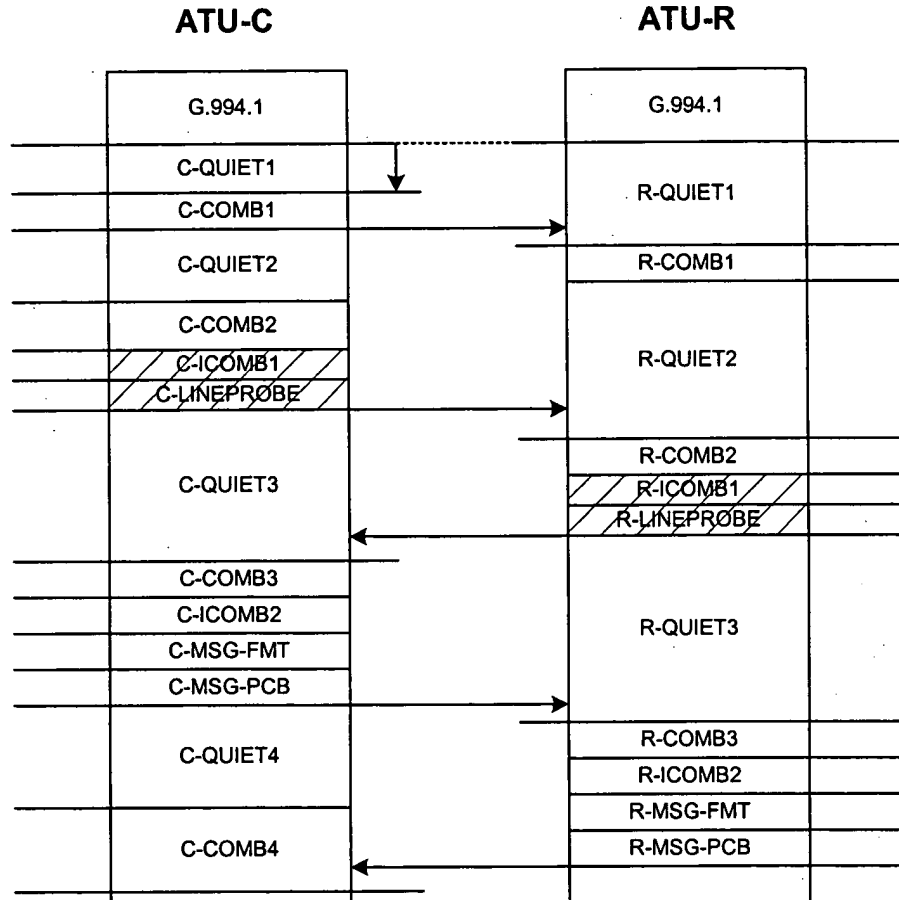 ATU-C
G.994.1
C-QUIET1
C-COMB1
C-QUIET2
C-COMB2
C-ICOMB1
C-LINEPROBE
C-QUIET3
C-COMB3
C-ICOMB2
C-MSG-FMT
C-MSG-PCB
C-QUIET4
C-COMB4
ATU-R
G.994.1
R-QUIET1
R-COMB1
R-QUIET2
R-COMB2
R-ICOMB1
R-LINEPROBE
R-QUIET3
R-COMB3
R-ICOMB2
R-MSG-FMT
R-MSG-PCB